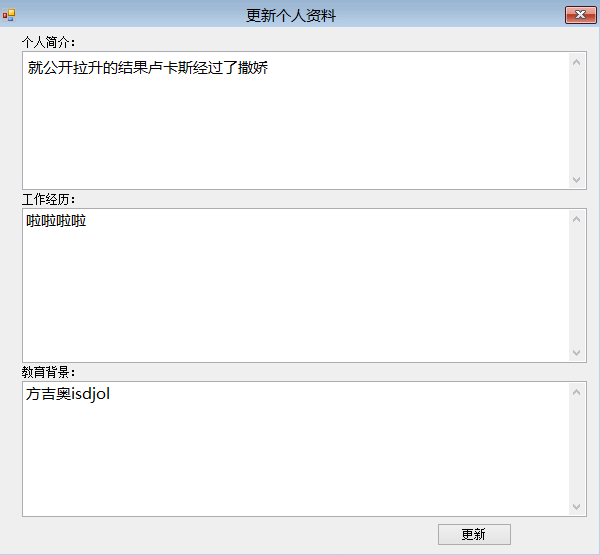 更新个人资料
个人简介：
就公开拉升的结果卢卡斯经过了撒娇
工作经历：
啦啦啦啦
教育背景：
方吉奥isdjol
更新